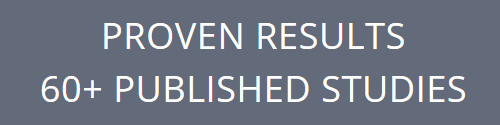 PROVEN RESULTS
60+ PUBLISHED STUDIES